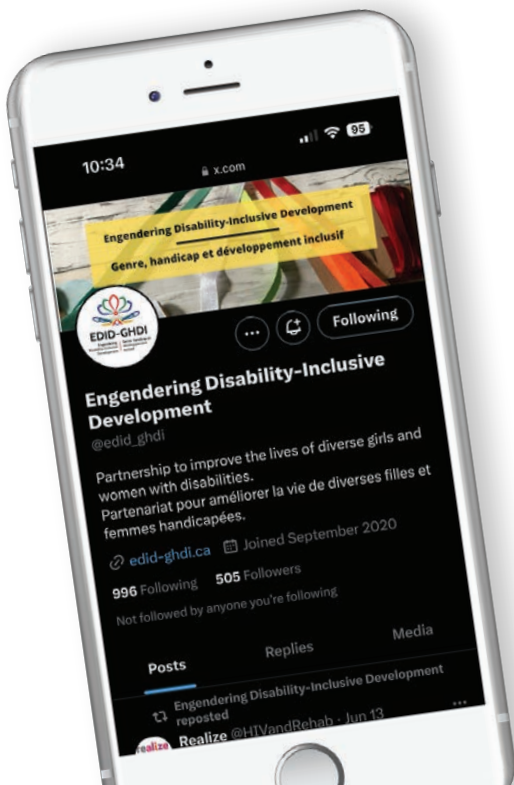 10:34
95
x.com
Engendering Disability-Inclusive Development
Genre, handicap et développement inclusif
EDID-GHDI
Following
Engendering Disability-Inclusive
Development
@edid_ghdi
Partnership to improve the lives of diverse girls and
women with disabilities.
Partenariat pour améliorer la vie de diverses filles et
femmes handicapées.
edid-ghdi.ca Joined September 2020
996 Following 505 Followers
Not followed by anyone you're following
Posts Replies Media
Engendering Disability-Inclusive Development
reposted
realize
Realize @HIVandRehab · Jun 13